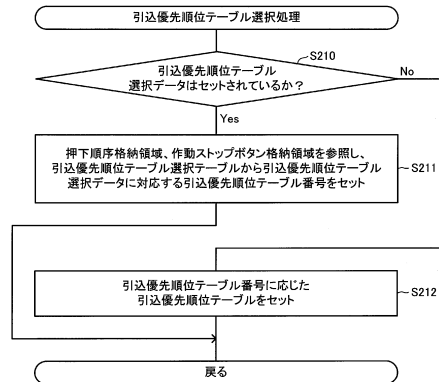 引込優先順位テーブル選択処理
S210
引込優先順位テーブル
選択データはセットされているか?
No
Yes
押下順序格納領域、作動ストップボタン格納領域を参照し、
引込優先順位テーブル選択テーブルから引込優先順位テーブル
選択データに対応する引込優先順位テーブル番号をセット
S211
引込優先順位テーブル番号に応じた
引込優先順位テーブルをセット
S212
戻る